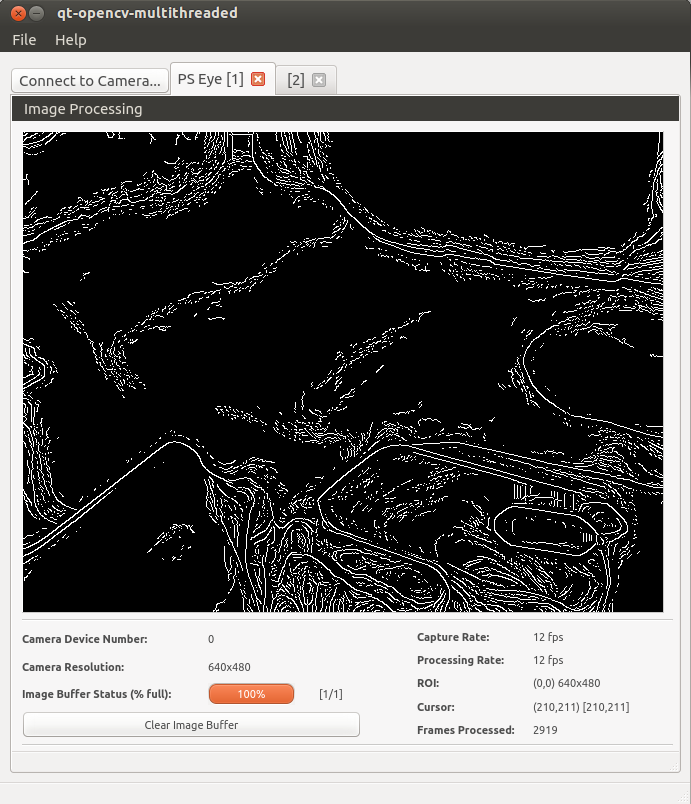 qt-opencv-multithreaded
File Help
Connect to Camera... PS Eye [1] [2]
Image Processing
Camera Device Number: 0
Camera Resolution: 640x480
Image Buffer Status (% full): 100% [1/1]
Clear Image Buffer
Capture Rate: 12 fps
Processing Rate: 12 fps
ROI: (0,0) 640x480
Cursor: (210,211) [210,211]
Frames Processed: 2919